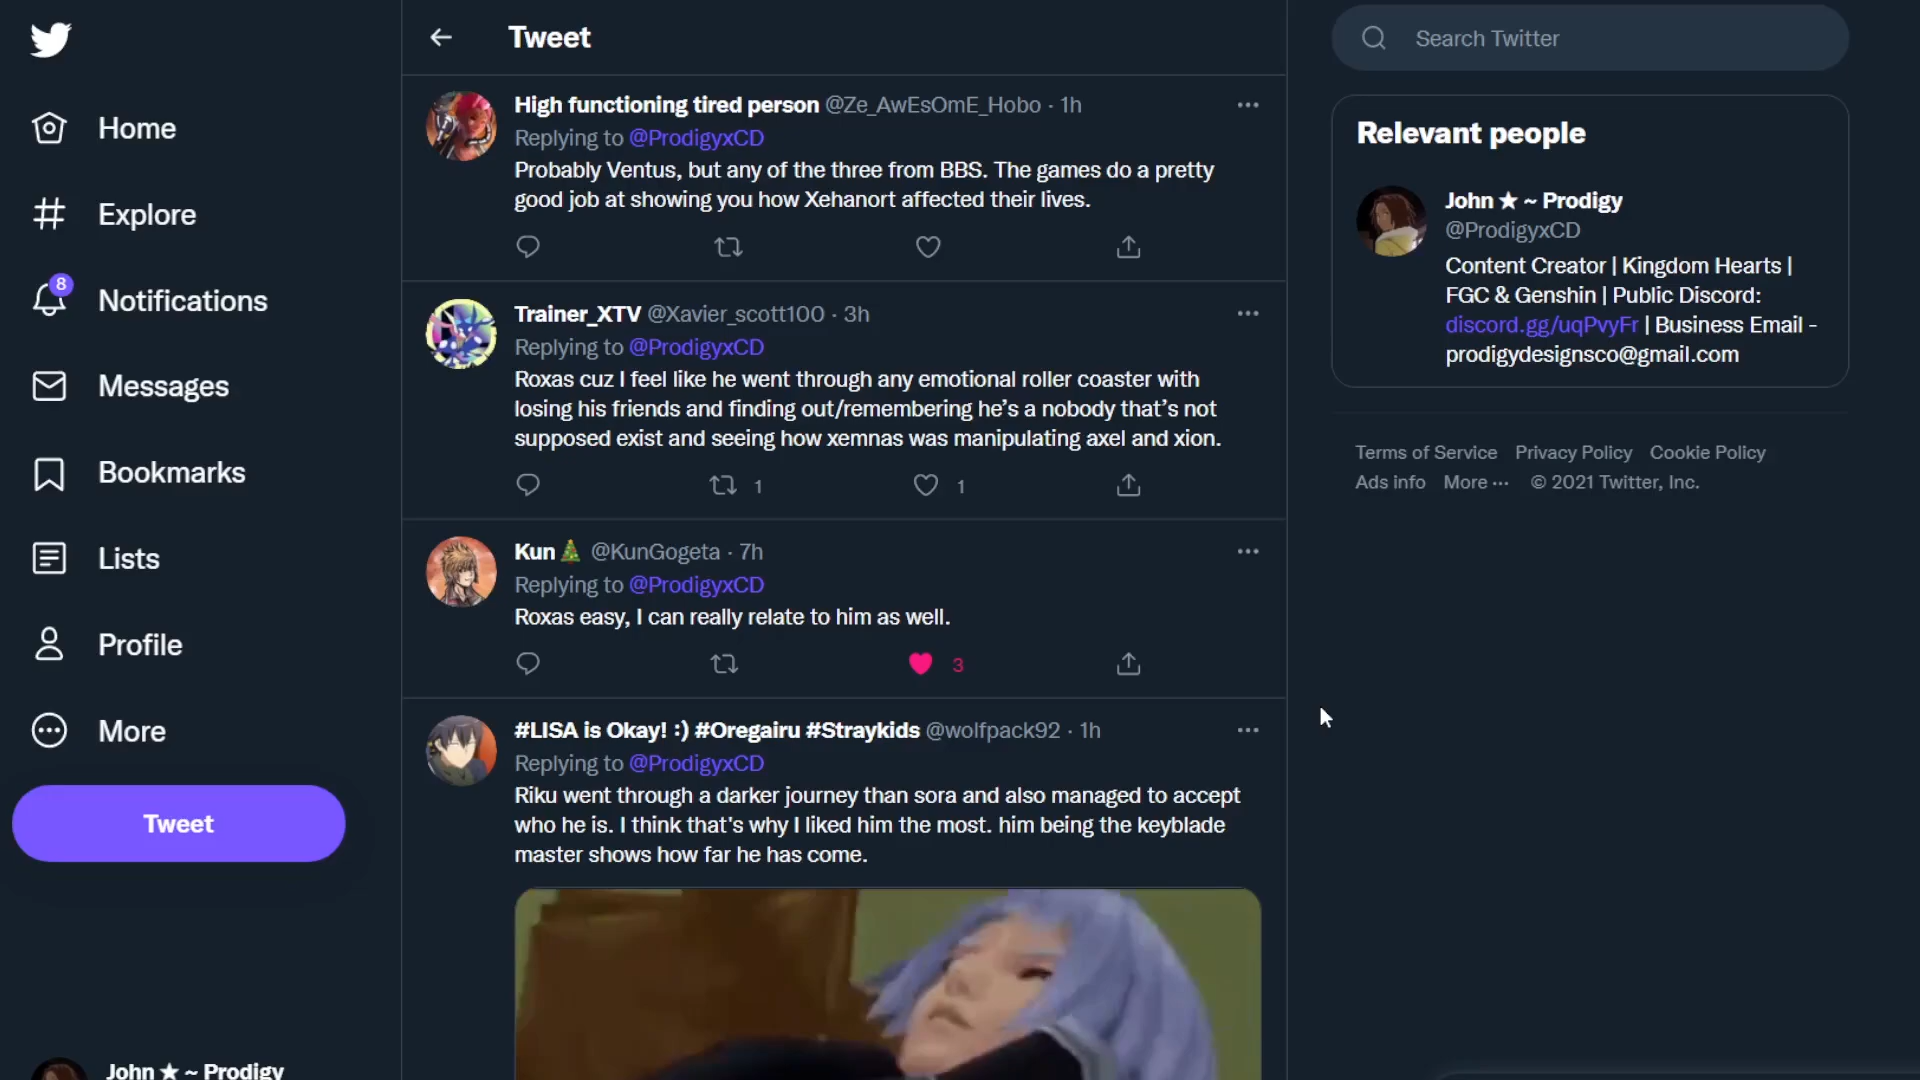 Home
Explore
8
Notifications
Messages
Bookmarks
Lists
Profile
More
Tweet
John ★ ~ Prodigy
Tweet
High functioning tired person @Ze_AwEsOmE_Hobo · 1h
Replying to @ProdigyxCD
Probably Ventus, but any of the three from BBS. The games do a pretty
good job at showing you how Xehanort affected their lives.
Trainer_XTV @Xavier_scott100 · 3h
Replying to @ProdigyxCD
Roxas cuz I feel like he went through any emotional roller coaster with
losing his friends and finding out/remembering he’s a nobody that’s not
supposed exist and seeing how xemnas was manipulating axel and xion.
1 1
Kun🎄 @KunGogeta · 7h
Replying to @ProdigyxCD
Roxas easy, I can really relate to him as well.
3
#LISA is Okay! :) #Oregairu #Straykids @wolfpack92 · 1h
Replying to @ProdigyxCD
Riku went through a darker journey than sora and also managed to accept
who he is. I think that's why I liked him the most. him being the keyblade
master shows how far he has come.
Search Twitter
Relevant people
John ★ ~ Prodigy
@ProdigyxCD
Content Creator | Kingdom Hearts |
FGC & Genshin | Public Discord:
discord.gg/uqPvyFr | Business Email -
prodigydesignsco@gmail.com
Terms of Service Privacy Policy Cookie Policy
Ads info More ··· © 2021 Twitter, Inc.